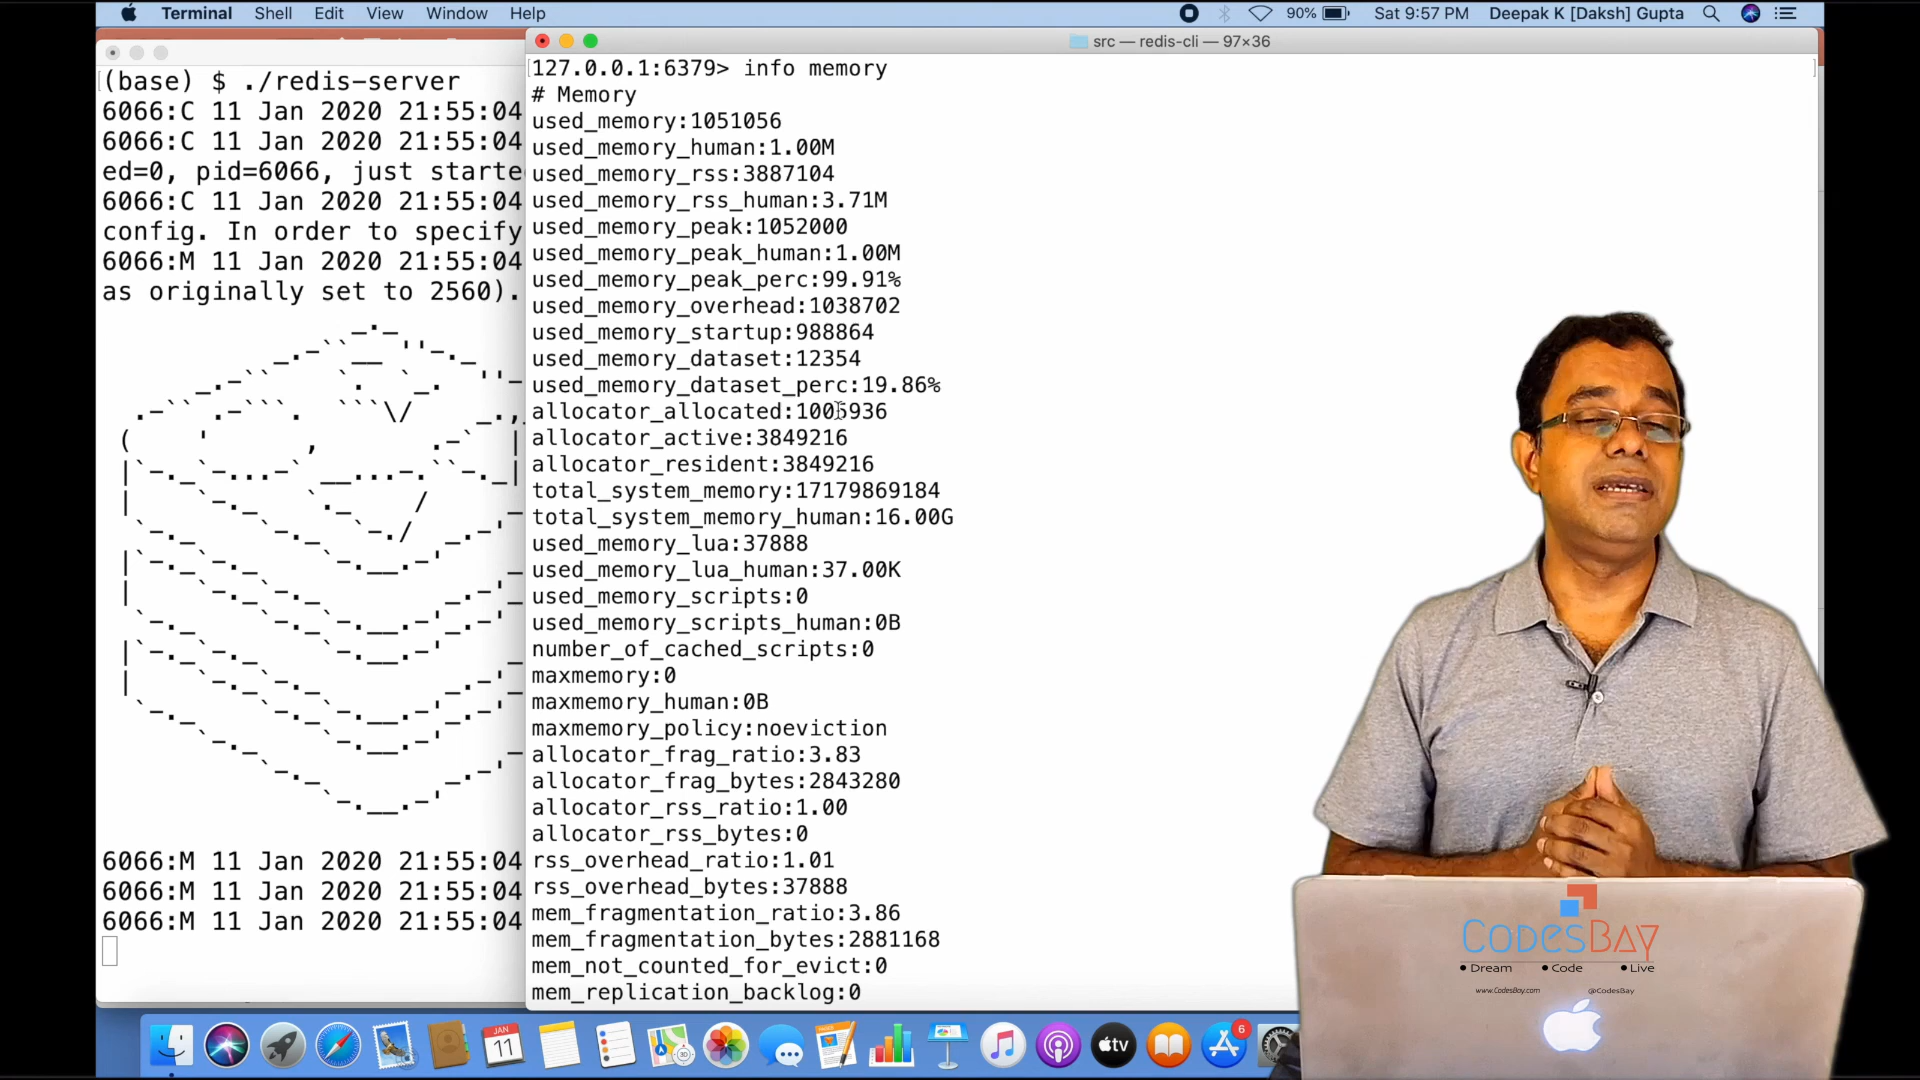 Terminal Shell Edit View Window Help
90% Sat 9:57 PM Deepak K [Daksh] Gupta
src — redis-cli — 97×36
(base) $ ./redis-server
6066:C 11 Jan 2020 21:55:04
6066:C 11 Jan 2020 21:55:04
ed=0, pid=6066, just starte
6066:C 11 Jan 2020 21:55:04
config. In order to specify
6066:M 11 Jan 2020 21:55:04
as originally set to 2560).
6066:M 11 Jan 2020 21:55:04
6066:M 11 Jan 2020 21:55:04
6066:M 11 Jan 2020 21:55:04
127.0.0.1:6379> info memory
# Memory
used_memory:1051056
used_memory_human:1.00M
used_memory_rss:3887104
used_memory_rss_human:3.71M
used_memory_peak:1052000
used_memory_peak_human:1.00M
used_memory_peak_perc:99.91%
used_memory_overhead:1038702
used_memory_startup:988864
used_memory_dataset:12354
used_memory_dataset_perc:19.86%
allocator_allocated:1005936
allocator_active:3849216
allocator_resident:3849216
total_system_memory:17179869184
total_system_memory_human:16.00G
used_memory_lua:37888
used_memory_lua_human:37.00K
used_memory_scripts:0
used_memory_scripts_human:0B
number_of_cached_scripts:0
maxmemory:0
maxmemory_human:0B
maxmemory_policy:noeviction
allocator_frag_ratio:3.83
allocator_frag_bytes:2843280
allocator_rss_ratio:1.00
allocator_rss_bytes:0
rss_overhead_ratio:1.01
rss_overhead_bytes:37888
mem_fragmentation_ratio:3.86
mem_fragmentation_bytes:2881168
mem_not_counted_for_evict:0
mem_replication_backlog:0
CodesBay
• Dream • Code • Live
www.CodesBay.com @CodesBay
JAN
11
tv
6